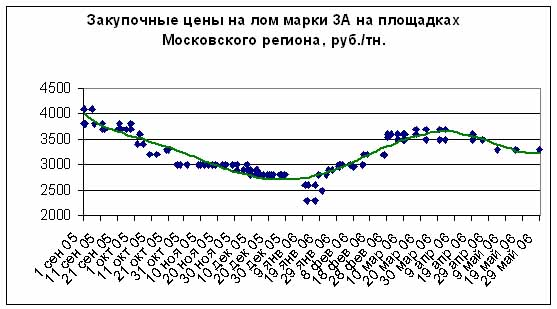 Закупочные цены на лом марки 3А на площадках
Московского региона, руб./тн.
4500
4000
3500
3000
2500
2000
1 сен 05
11 сен 05
21 сен 05
1 окт 05
11 окт 05
21 окт 05
31 окт 05
10 ноя 05
20 ноя 05
30 ноя 05
10 дек 05
20 дек 05
30 дек 05
9 янв 06
19 янв 06
29 янв 06
8 фев 06
18 фев 06
28 фев 06
10 мар 06
20 мар 06
30 мар 06
9 апр 06
19 апр 06
29 апр 06
9 май 06
19 май 06
29 май 06